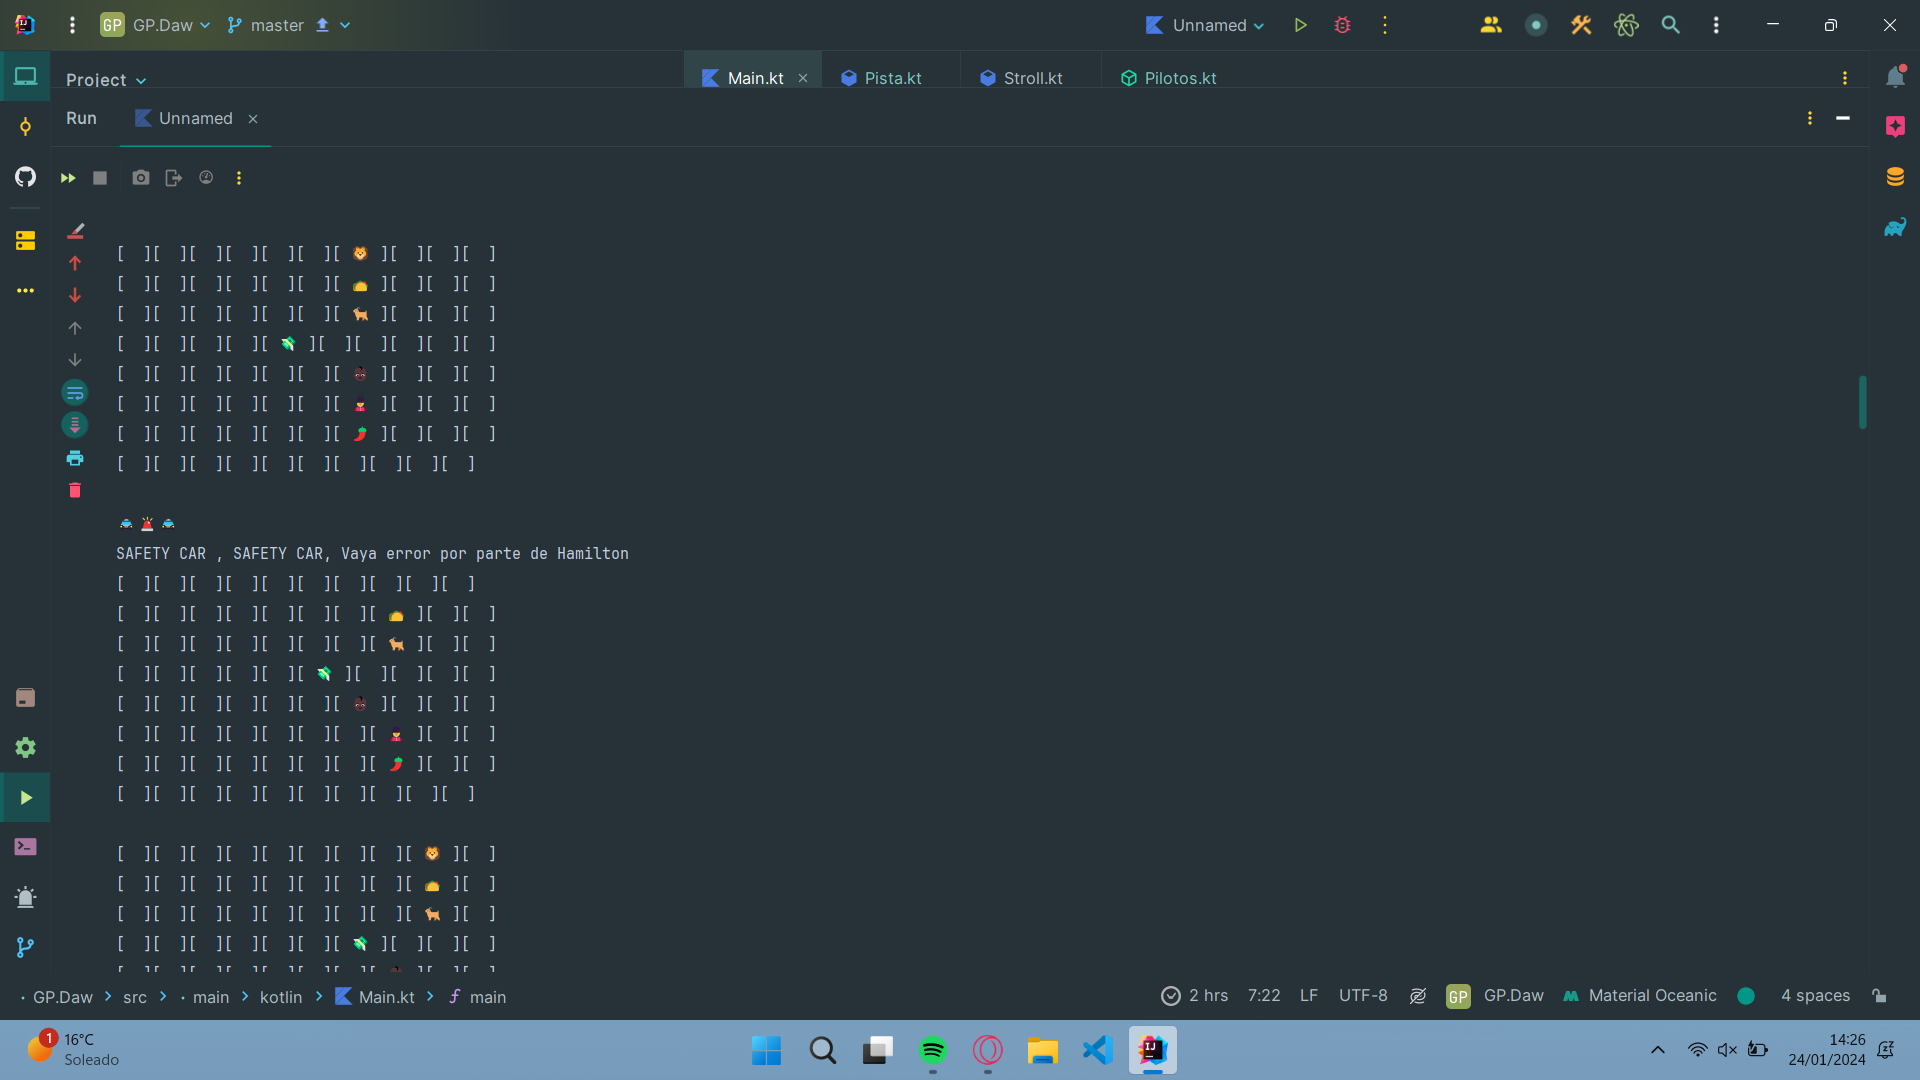 GP GP.Daw master Unnamed
Project Main.kt Pista.kt Stroll.kt Pilotos.kt
Run Unnamed
[  ][  ][  ][  ][  ][  ][ 🦁 ][  ][  ][  ]
[  ][  ][  ][  ][  ][  ][ 🌮 ][  ][  ][  ]
[  ][  ][  ][  ][  ][  ][ 🐈 ][  ][  ][  ]
[  ][  ][  ][  ][ 💸 ][  ][  ][  ][  ][  ]
[  ][  ][  ][  ][  ][  ][ 👶🏿 ][  ][  ][  ]
[  ][  ][  ][  ][  ][  ][ 💂 ][  ][  ][  ]
[  ][  ][  ][  ][  ][  ][ 🌶 ][  ][  ][  ]
[  ][  ][  ][  ][  ][  ][  ][  ][  ][  ]
🚔 🚨 🚔
SAFETY CAR , SAFETY CAR, Vaya error por parte de Hamilton
[  ][  ][  ][  ][  ][  ][  ][  ][  ][  ]
[  ][  ][  ][  ][  ][  ][  ][ 🌮 ][  ][  ]
[  ][  ][  ][  ][  ][  ][  ][ 🐈 ][  ][  ]
[  ][  ][  ][  ][  ][ 💸 ][  ][  ][  ][  ]
[  ][  ][  ][  ][  ][  ][ 👶🏿 ][  ][  ][  ]
[  ][  ][  ][  ][  ][  ][  ][ 💂 ][  ][  ]
[  ][  ][  ][  ][  ][  ][  ][ 🌶 ][  ][  ]
[  ][  ][  ][  ][  ][  ][  ][  ][  ][  ]
[  ][  ][  ][  ][  ][  ][  ][  ][ 🦁 ][  ]
[  ][  ][  ][  ][  ][  ][  ][  ][ 🌮 ][  ]
[  ][  ][  ][  ][  ][  ][  ][  ][ 🐈 ][  ]
[  ][  ][  ][  ][  ][  ][ 💸 ][  ][  ][  ]
GP.Daw > src > main > kotlin > Main.kt > main 2 hrs 7:22 LF UTF-8 GP GP.Daw Material Oceanic 4 spaces
1 16°C
Soleado
14:26
24/01/2024